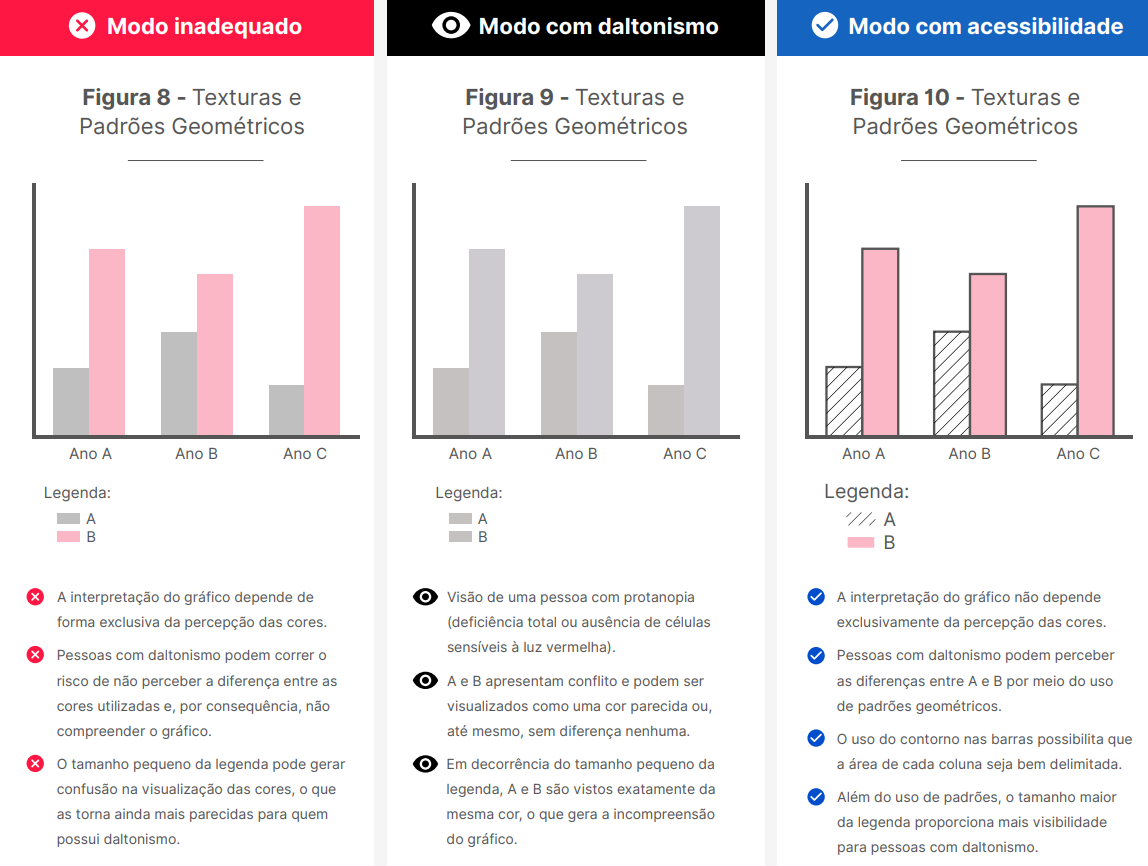 Modo inadequado
Figura 8 - Texturas e
Padrões Geométricos
Ano A
Ano B
Ano C
Legenda:
A
B
A interpretação do gráfico depende de
forma exclusiva da percepção das cores.
Pessoas com daltonismo podem correr o
risco de não perceber a diferença entre as
cores utilizadas e, por consequência, não
compreender o gráfico.
O tamanho pequeno da legenda pode gerar
confusão na visualização das cores, o que
as torna ainda mais parecidas para quem
possui daltonismo.
Modo com daltonismo
Figura 9 - Texturas e
Padrões Geométricos
Ano A
Ano B
Ano C
Legenda:
A
B
Visão de uma pessoa com protanopia
(deficiência total ou ausência de células
sensíveis à luz vermelha).
A e B apresentam conflito e podem ser
visualizados como uma cor parecida ou,
até mesmo, sem diferença nenhuma.
Em decorrência do tamanho pequeno da
legenda, A e B são vistos exatamente da
mesma cor, o que gera a incompreensão
do gráfico.
Modo com acessibilidade
Figura 10 - Texturas e
Padrões Geométricos
Ano A
Ano B
Ano C
Legenda:
A
B
A interpretação do gráfico não depende
exclusivamente da percepção das cores.
Pessoas com daltonismo podem perceber
as diferenças entre A e B por meio do uso
de padrões geométricos.
O uso do contorno nas barras possibilita que
a área de cada coluna seja bem delimitada.
Além do uso de padrões, o tamanho maior
da legenda proporciona mais visibilidade
para pessoas com daltonismo.